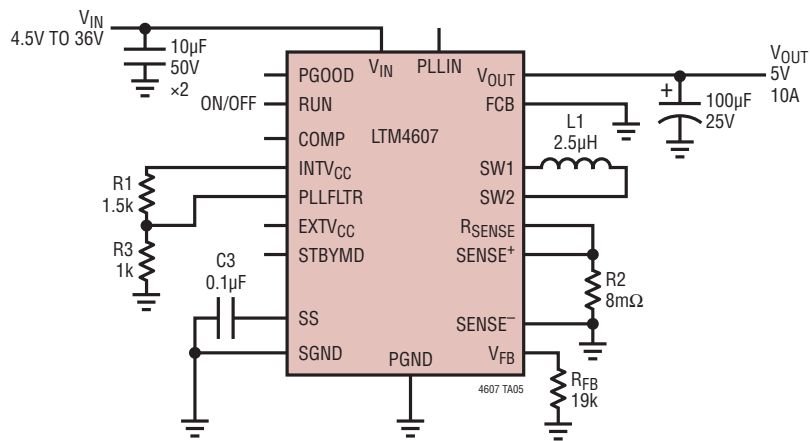 V_IN
4.5V TO 36V
10µF
50V
×2
ON/OFF
V_IN
PLLIN
PGOOD
RUN
COMP
INTV_CC
PLLFLTR
EXTV_CC
STBYMD
SS
SGND
LTM4607
PGND
V_OUT
FCB
SW1
SW2
R_SENSE
SENSE+
SENSE–
V_FB
R1
1.5k
R3
1k
C3
0.1µF
L1
2.5µH
+
100µF
25V
V_OUT
5V
10A
R2
8mΩ
R_FB
19k
4607 TA05